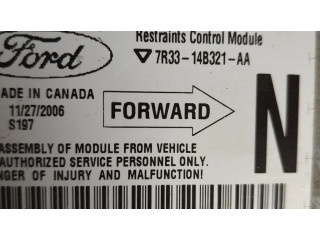 Ford
Restraints Control Module
7R33-14B321-AA
ADE IN CANADA
11/27/2006
S197
FORWARD
N
ASSEMBLY OF MODULE FROM VEHICLE
AUTHORIZED SERVICE PERSONNEL ONLY.
NGER OF INJURY AND MALFUNCTION!